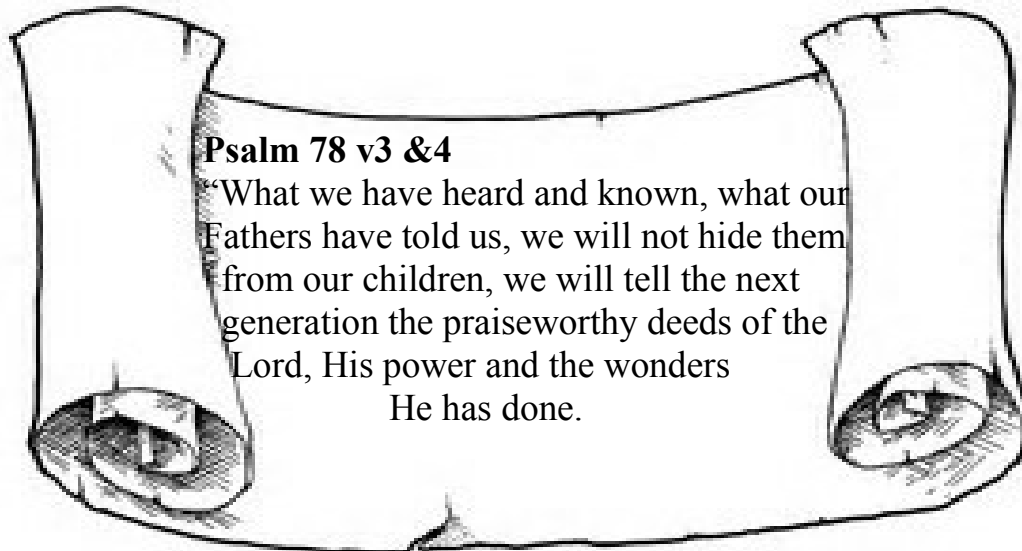 Psalm 78 v3 &4
“What we have heard and known, what our
Fathers have told us, we will not hide them
from our children, we will tell the next
generation the praiseworthy deeds of the
Lord, His power and the wonders
He has done.